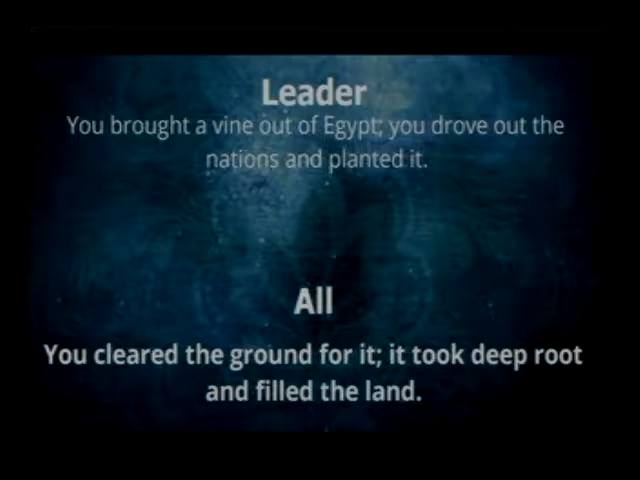 Leader
You brought a vine out of Egypt; you drove out the
nations and planted it.
All
You cleared the ground for it; it took deep root
and filled the land.